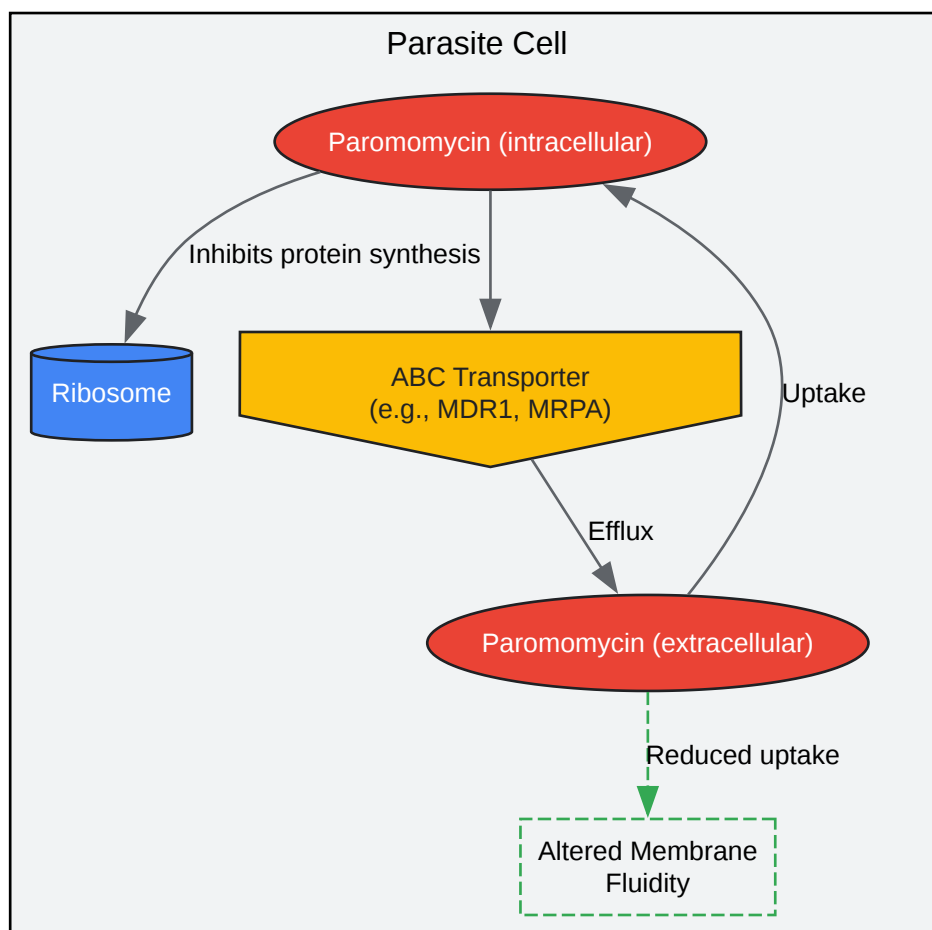 Parasite Cell
Paromomycin (intracellular)
Inhibits protein synthesis
Ribosome
ABC Transporter
(e.g., MDR1, MRPA)
Uptake
Efflux
Paromomycin (extracellular)
Reduced uptake
Altered Membrane
Fluidity